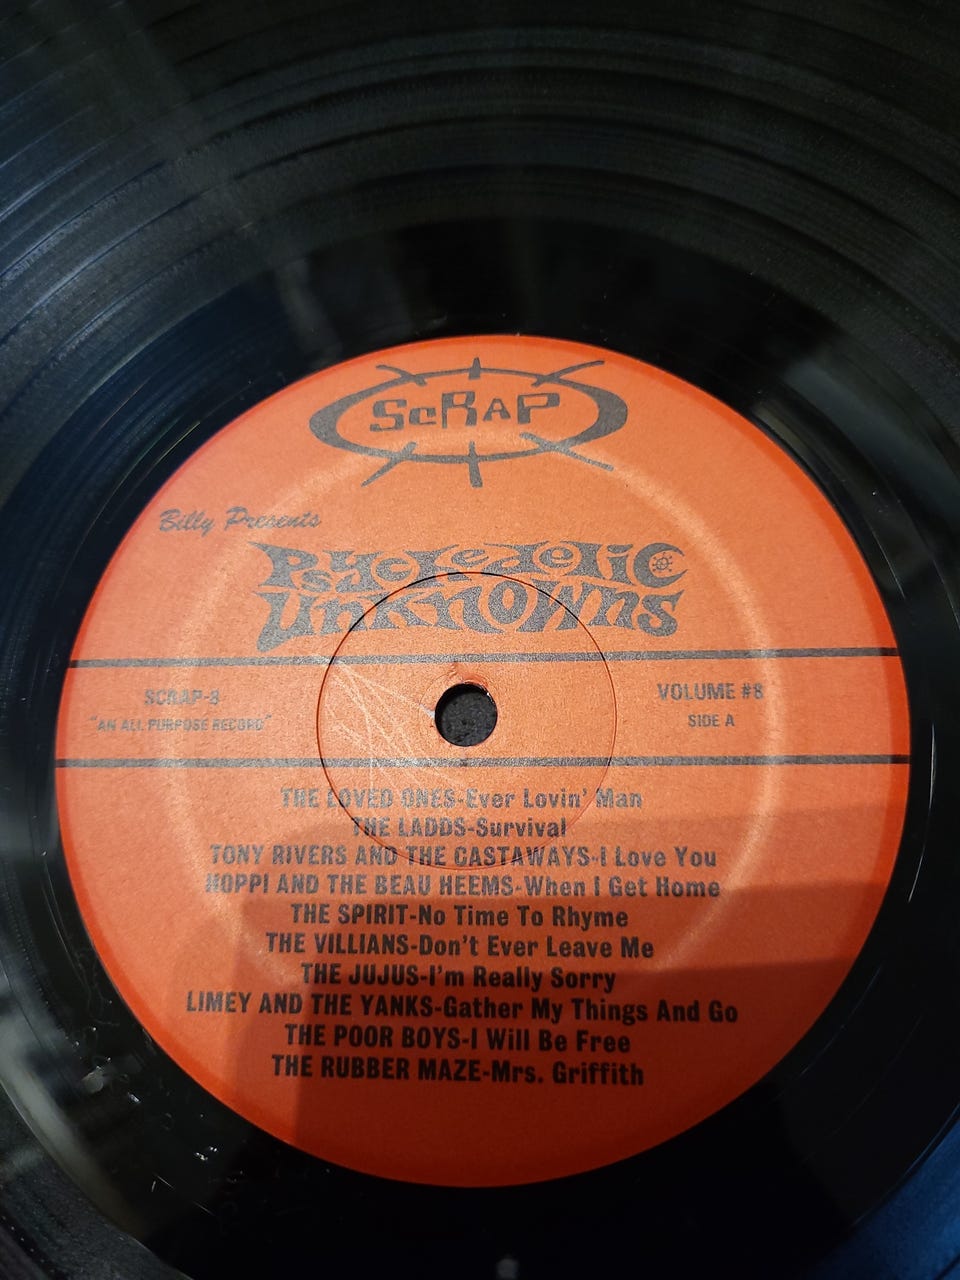 ScRAP
Billy Presents
PSYCHEDELIC
UNKNOWNS
SCRAP-8
"AN ALL PURPOSE RECORD"
VOLUME #8
SIDE A
THE LOVED ONES-Ever Lovin' Man
THE LADDS-Survival
TONY RIVERS AND THE CASTAWAYS-I Love You
HOPPI AND THE BEAU HEEMS-When I Get Home
THE SPIRIT-No Time To Rhyme
THE VILLIANS-Don't Ever Leave Me
THE JUJUS-I'm Really Sorry
LIMEY AND THE YANKS-Gather My Things And Go
THE POOR BOYS-I Will Be Free
THE RUBBER MAZE-Mrs. Griffith